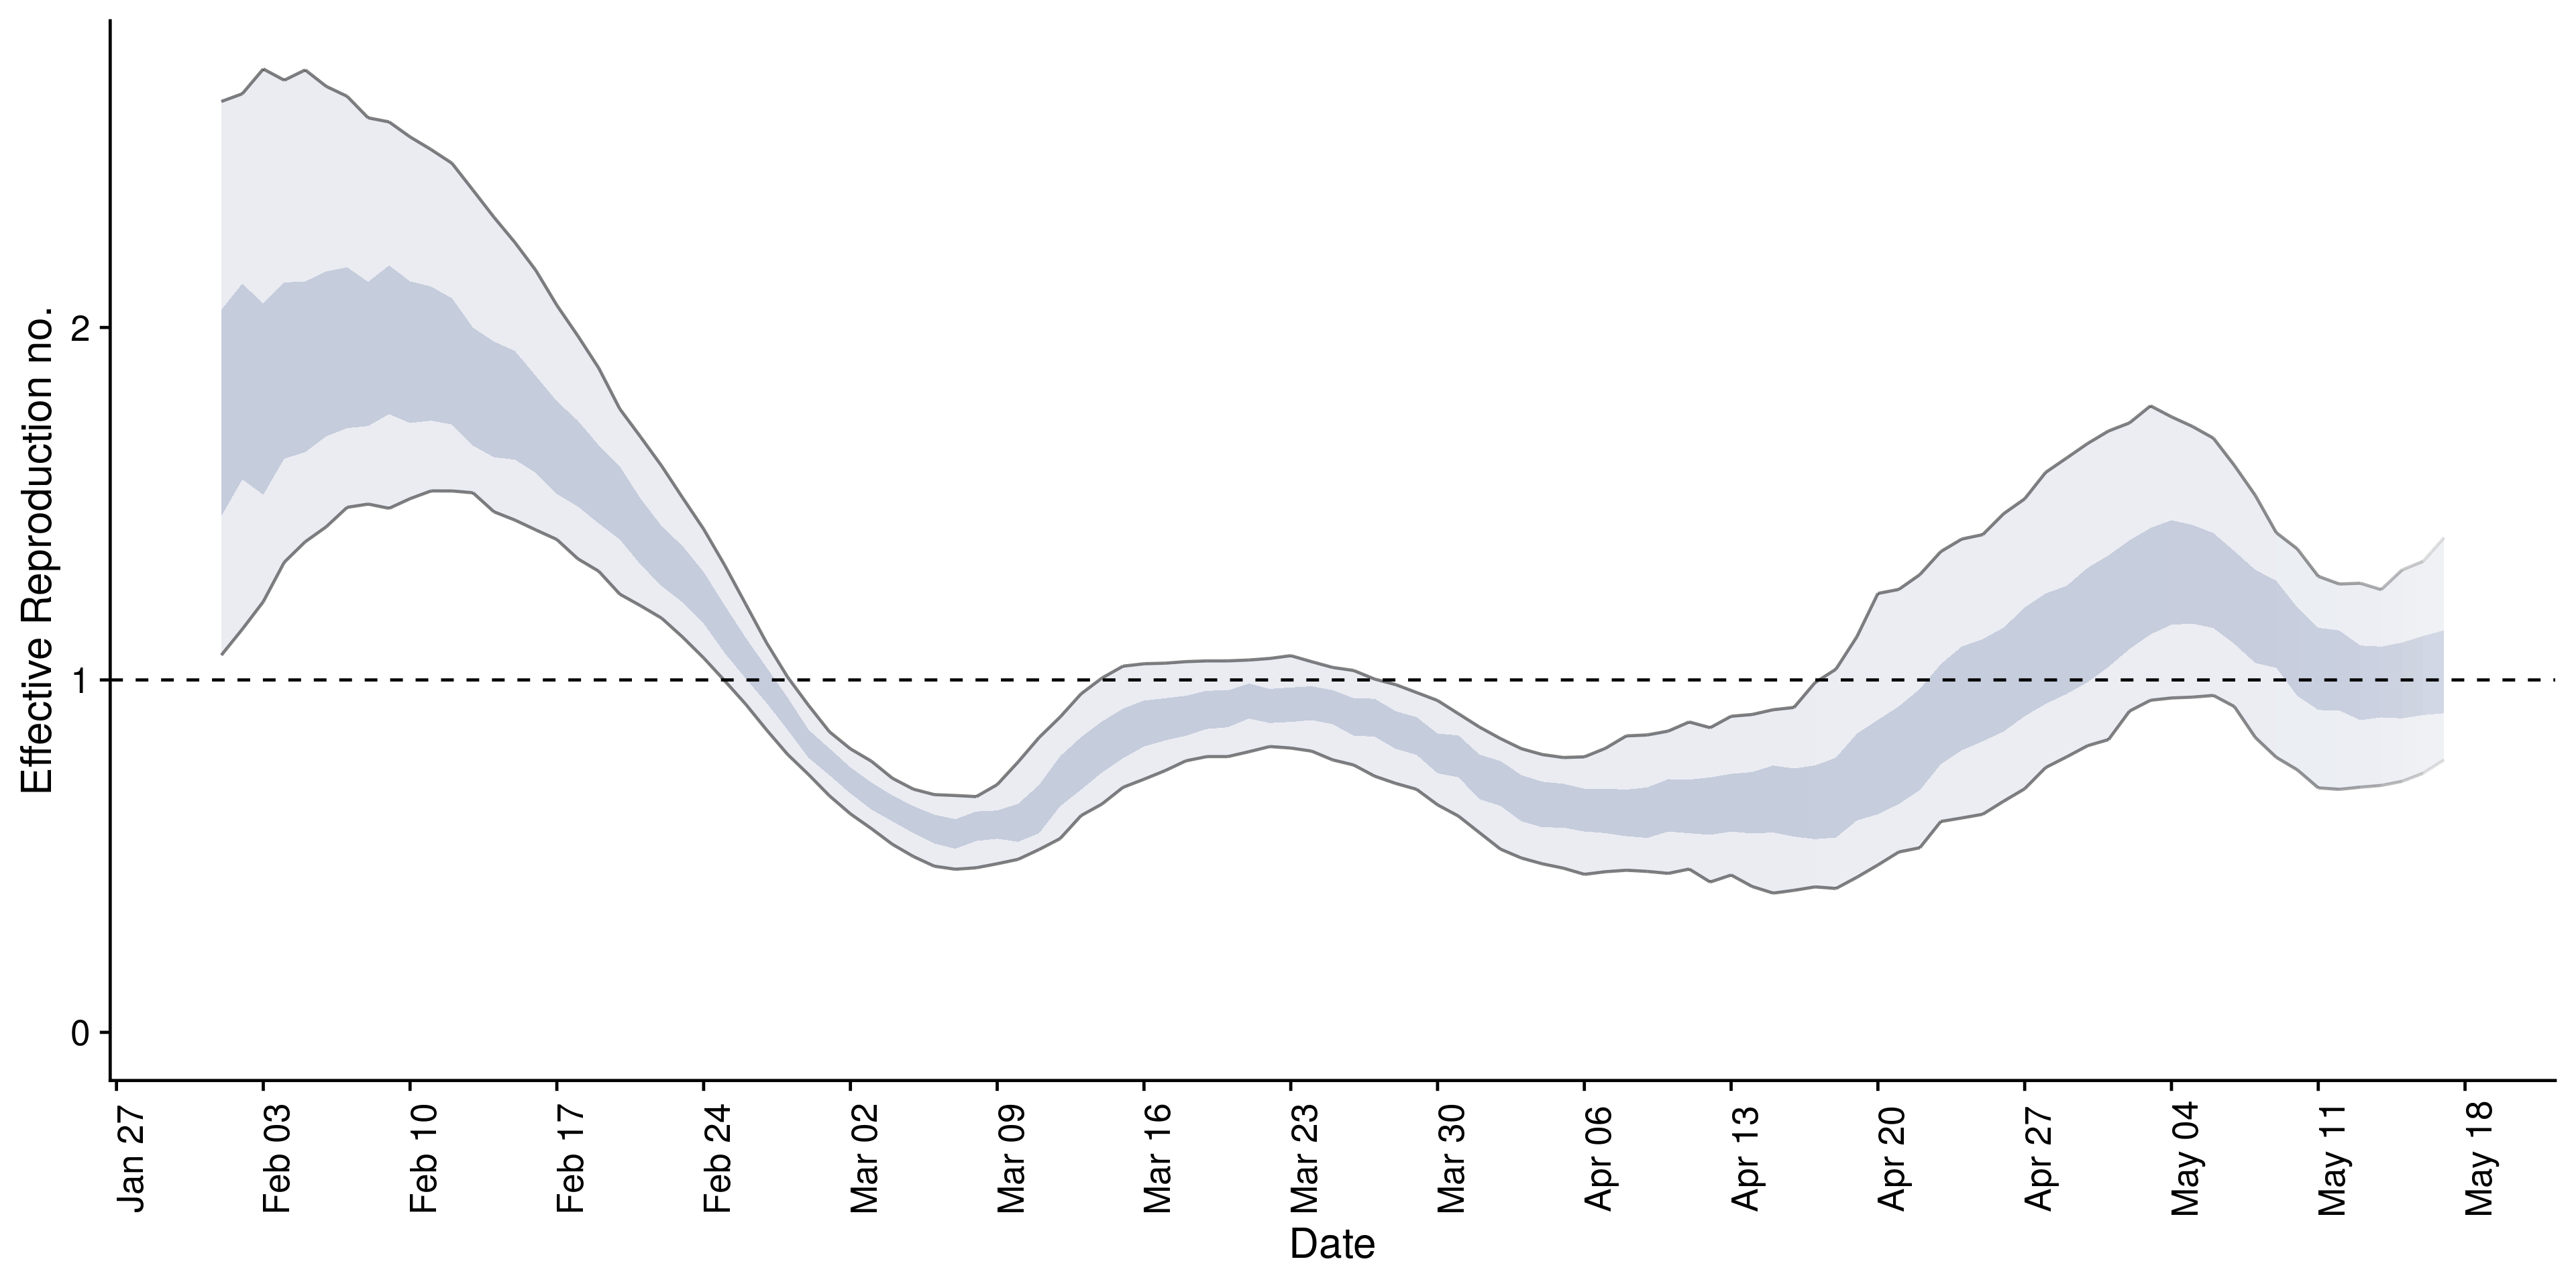 Effective Reproduction no.
2
1
0
Jan 27
Feb 03
Feb 10
Feb 17
Feb 24
Mar 02
Mar 09
Mar 16
Mar 23
Mar 30
Apr 06
Apr 13
Apr 20
Apr 27
May 04
May 11
May 18
Date